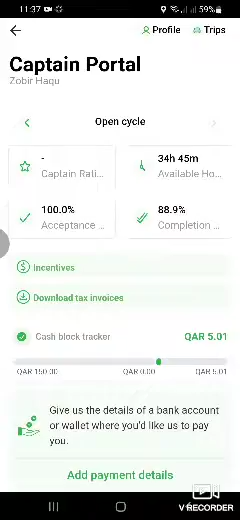 11:37
59%
Profile
Trips
Captain Portal
Zobir Haqu
Open cycle
-
Captain Rati...
34h 45m
Available Ho...
100.0%
Acceptance ...
88.9%
Completion ...
Incentives
Download tax invoices
Cash block tracker
QAR 5.01
QAR 150.00
QAR 0.00
QAR 5.01
Give us the details of a bank account
or wallet where you'd like us to pay
you.
Add payment details
V RECORDER